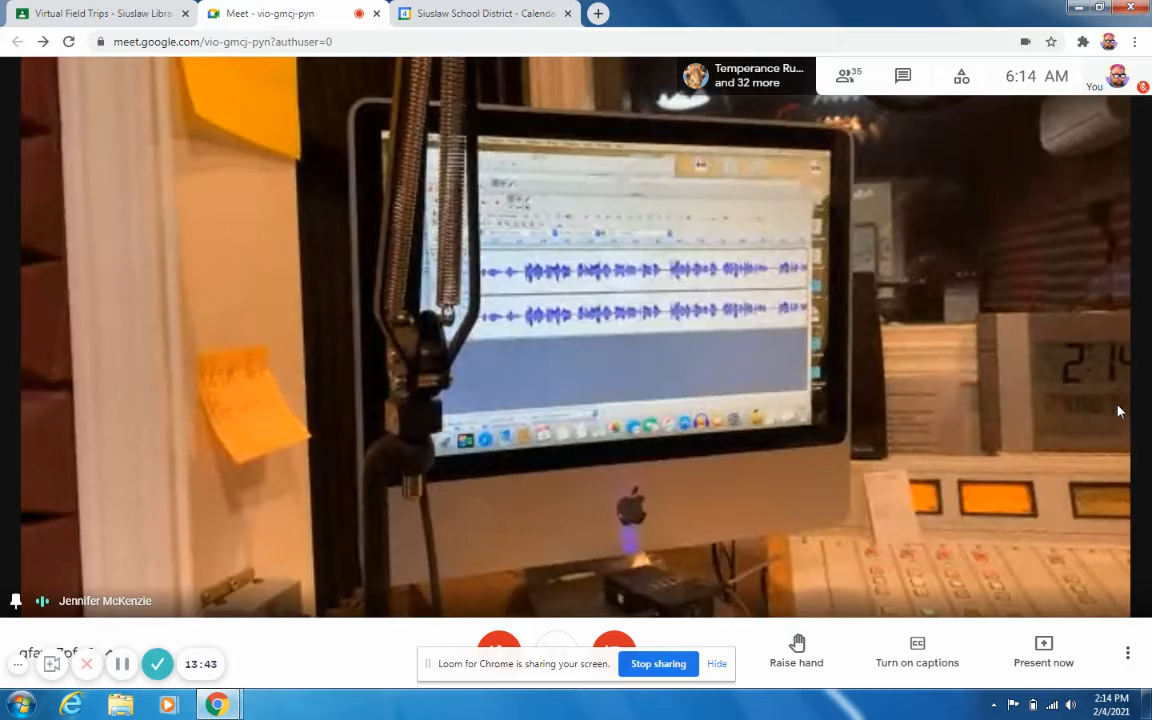 Virtual Field Trips - Siuslaw Libra
Meet - vio-gmcj-pyn
Siuslaw School District - Calenda
meet.google.com/vio-gmcj-pyn?authuser=0
Temperance Ru...
and 32 more
35
6:14 AM
You
2:14
Jennifer McKenzie
13:43
Loom for Chrome is sharing your screen.
Stop sharing
Hide
Raise hand
Turn on captions
Present now
2:14 PM
2/4/2021